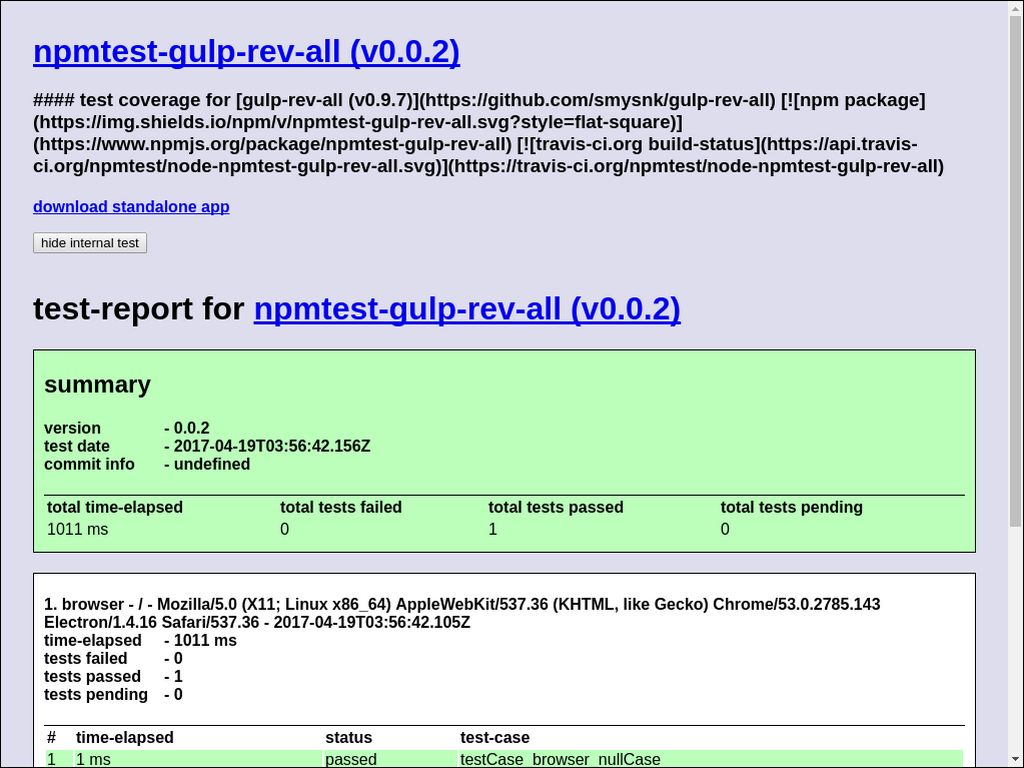 npmtest-gulp-rev-all (v0.0.2)
#### test coverage for [gulp-rev-all (v0.9.7)](https://github.com/smysnk/gulp-rev-all) [![npm package]
(https://img.shields.io/npm/v/npmtest-gulp-rev-all.svg?style=flat-square)]
(https://www.npmjs.org/package/npmtest-gulp-rev-all) [![travis-ci.org build-status](https://api.travis-
ci.org/npmtest/node-npmtest-gulp-rev-all.svg)](https://travis-ci.org/npmtest/node-npmtest-gulp-rev-all)
download standalone app
hide internal test
test-report for npmtest-gulp-rev-all (v0.0.2)
summary
version - 0.0.2
test date - 2017-04-19T03:56:42.156Z
commit info - undefined
total time-elapsed total tests failed total tests passed total tests pending
1011 ms 0 1 0
1. browser - / - Mozilla/5.0 (X11; Linux x86_64) AppleWebKit/537.36 (KHTML, like Gecko) Chrome/53.0.2785.143
Electron/1.4.16 Safari/537.36 - 2017-04-19T03:56:42.105Z
time-elapsed - 1011 ms
tests failed - 0
tests passed - 1
tests pending - 0
# time-elapsed status test-case
1 1 ms passed testCase_browser_nullCase